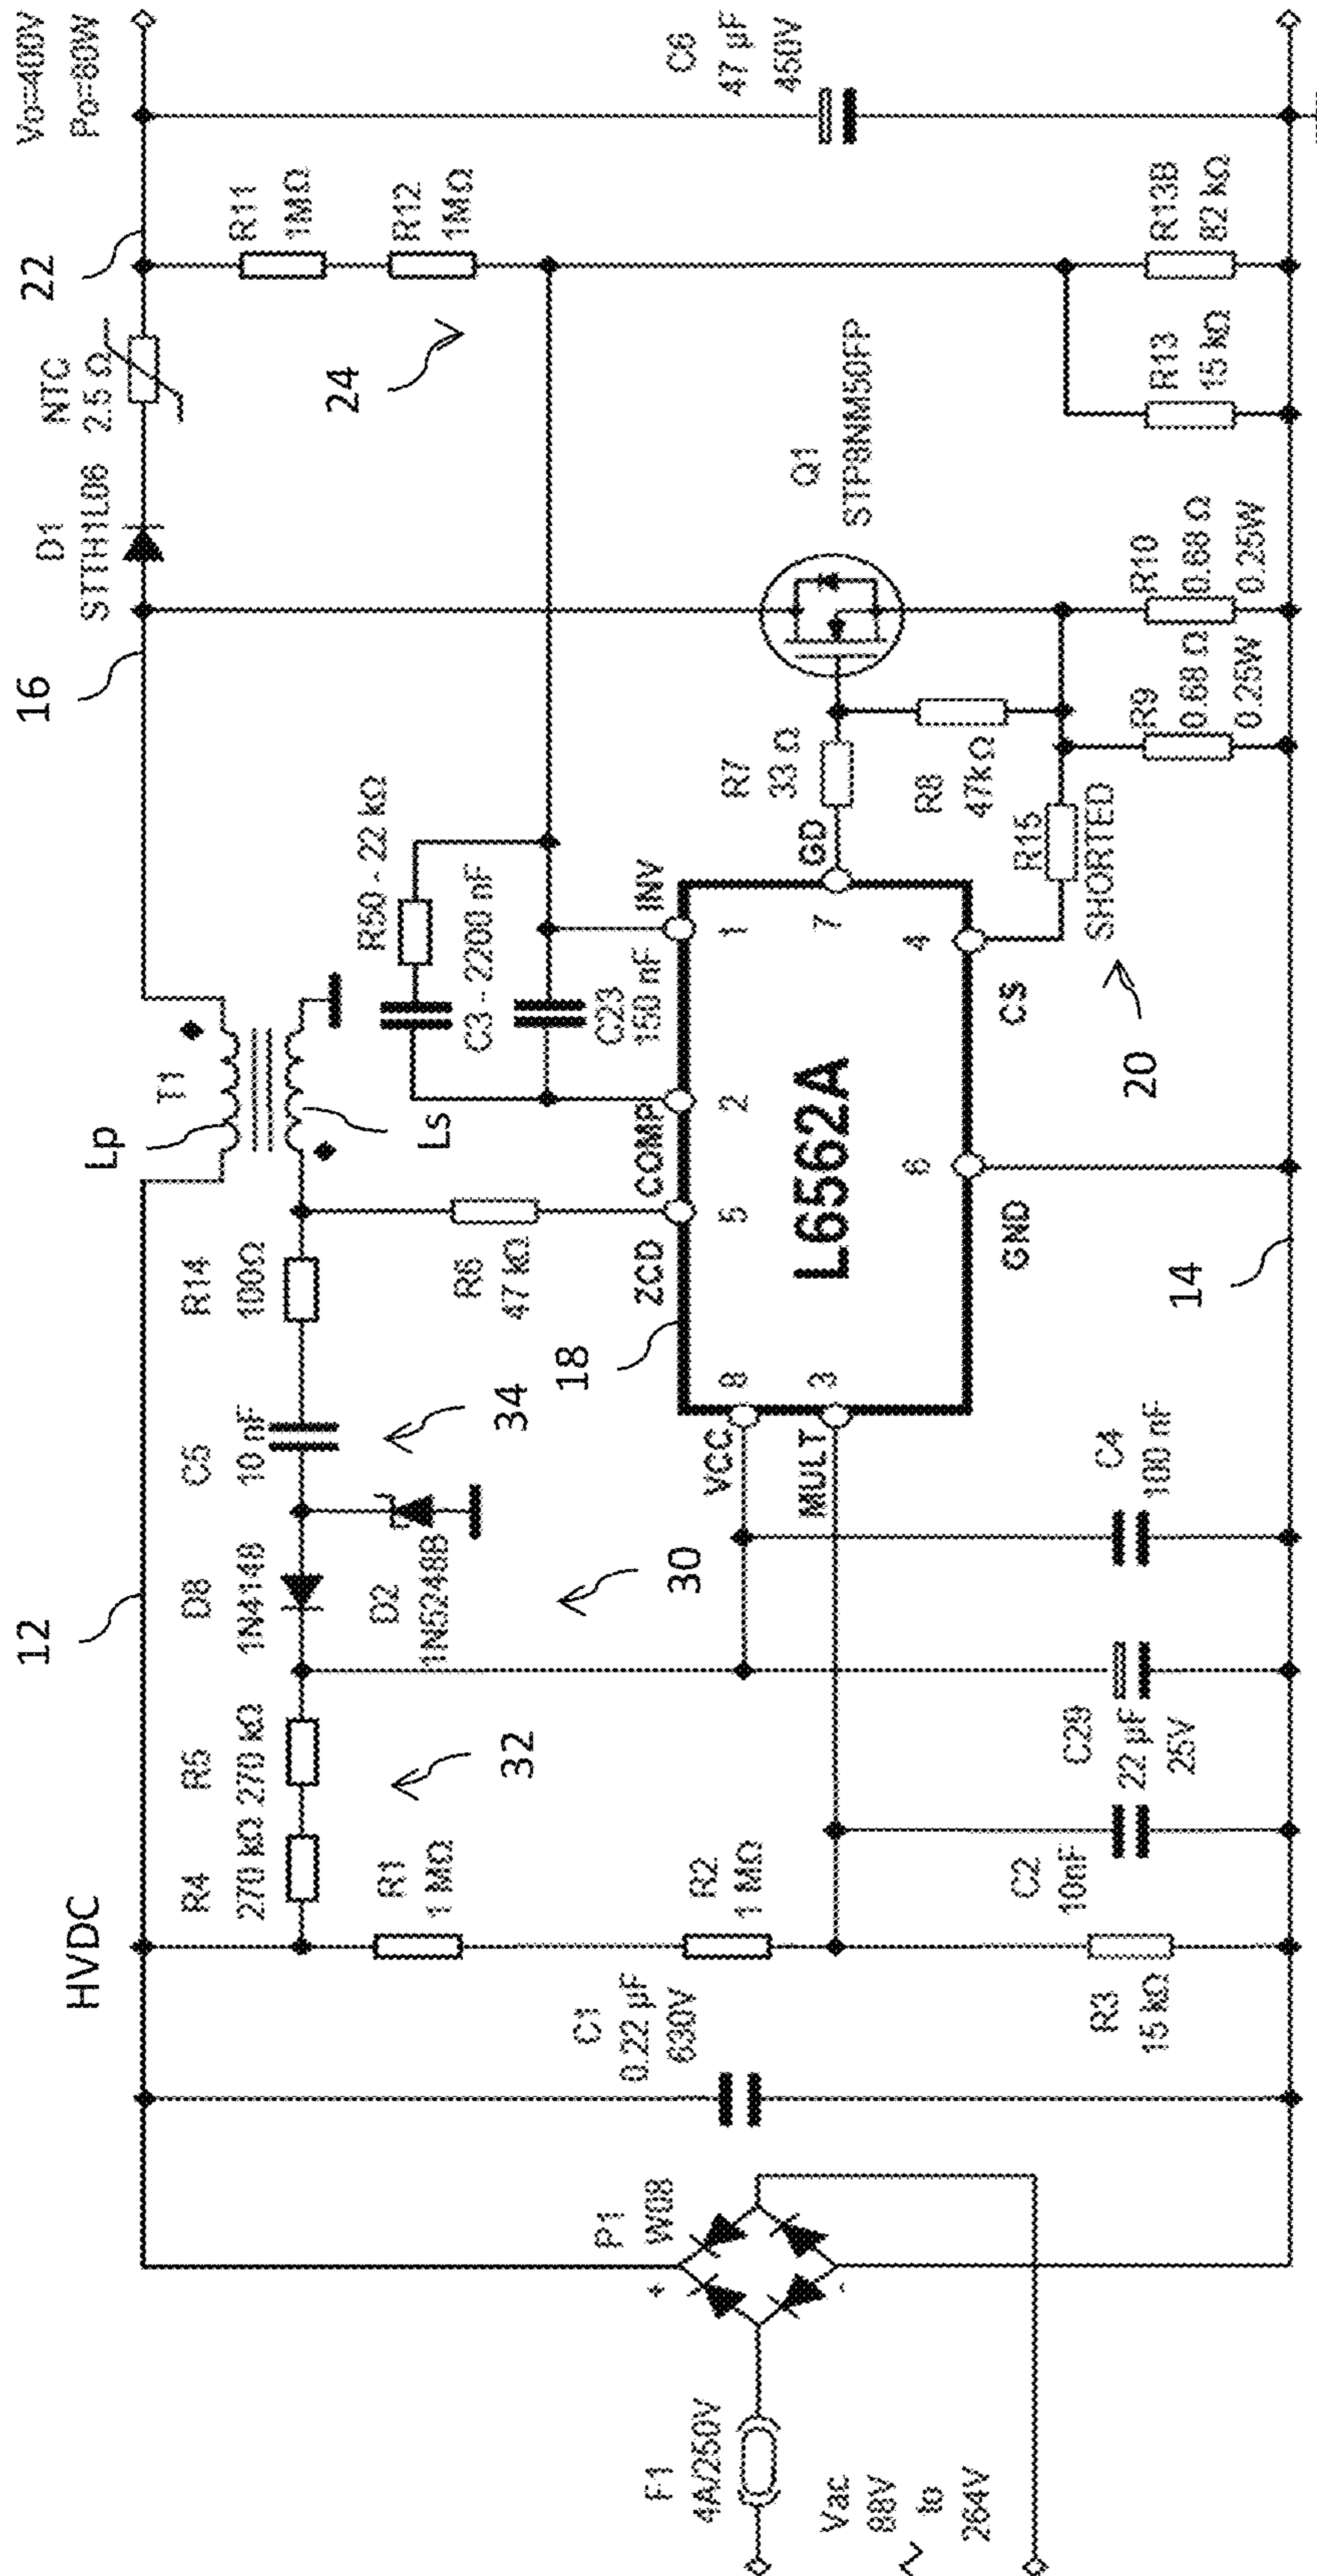 HVDC
12
Lp
T1
Ls
16
D1
STTH1L06
NTC
2.5 Ω
22
Vo=400V
Po=80W
R4
270 kΩ
R5
270 kΩ
D8
1N4148
C5
10 nF
R14
100Ω
32
30
34
D2
1N5248B
R1
1 MΩ
R2
1 MΩ
R6
47 kΩ
18
R50 - 22 kΩ
C3 - 2200 nF
C23
150 nF
24
R11
1MΩ
R12
1MΩ
F1
4A/250V
Vac
88V
to
264V
~
P1
W08
+
-
C1
0.22 µF
630V
R3
15 kΩ
C2
10nF
C29
22 µF
25V
C4
100 nF
VCC
8
MULT
3
ZCD
5
COMP
2
INV
1
L6562A
GD
7
CS
4
GND
6
R7
33 Ω
R8
47kΩ
R15
SHORTED
20
14
Q1
STP8NM50FP
R9
0.68 Ω
0.25W
R10
0.68 Ω
0.25W
R13
15 kΩ
R13B
82 kΩ
C6
47 µF
450V